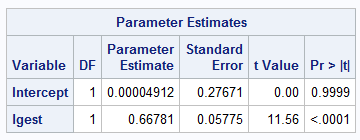 Parameter Estimates
Variable DF Parameter Estimate Standard Error t Value Pr > |t|
Intercept 1 0.00004912 0.27671 0.00 0.9999
lgest 1 0.66781 0.05775 11.56 <.0001